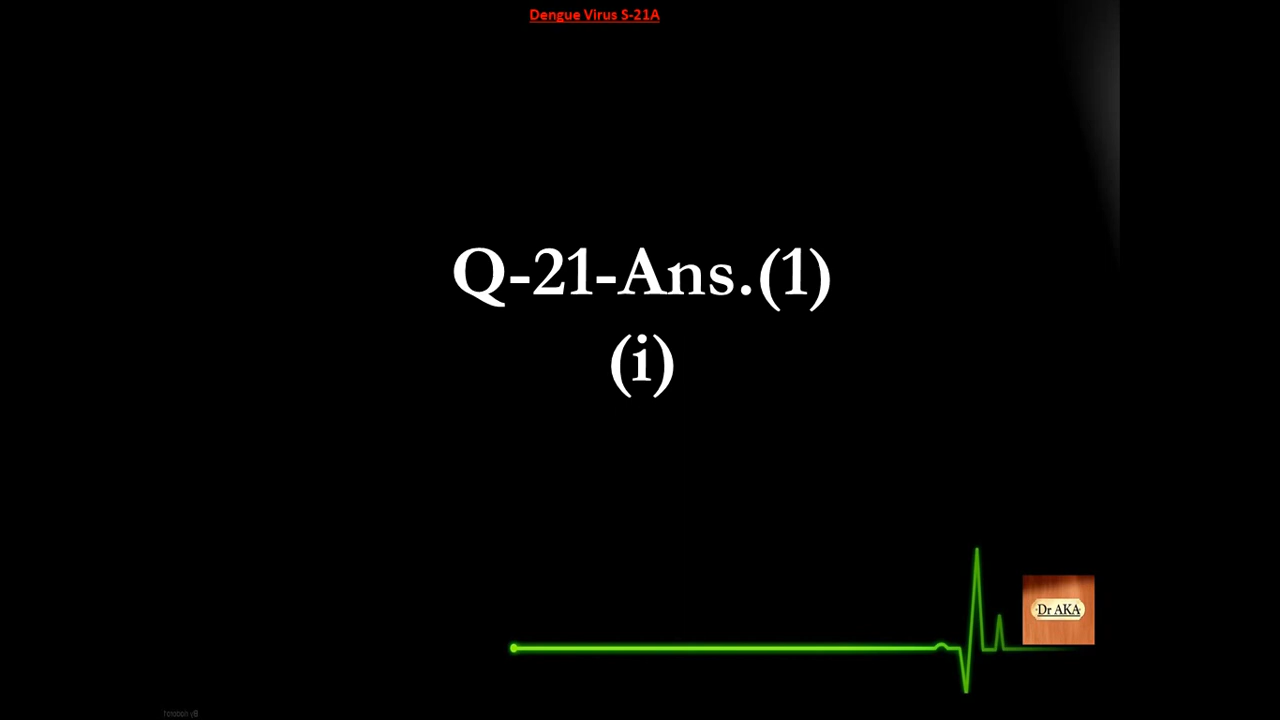 Dengue Virus S-21A
Q-21-Ans.(1)
(i)
Dr AKA